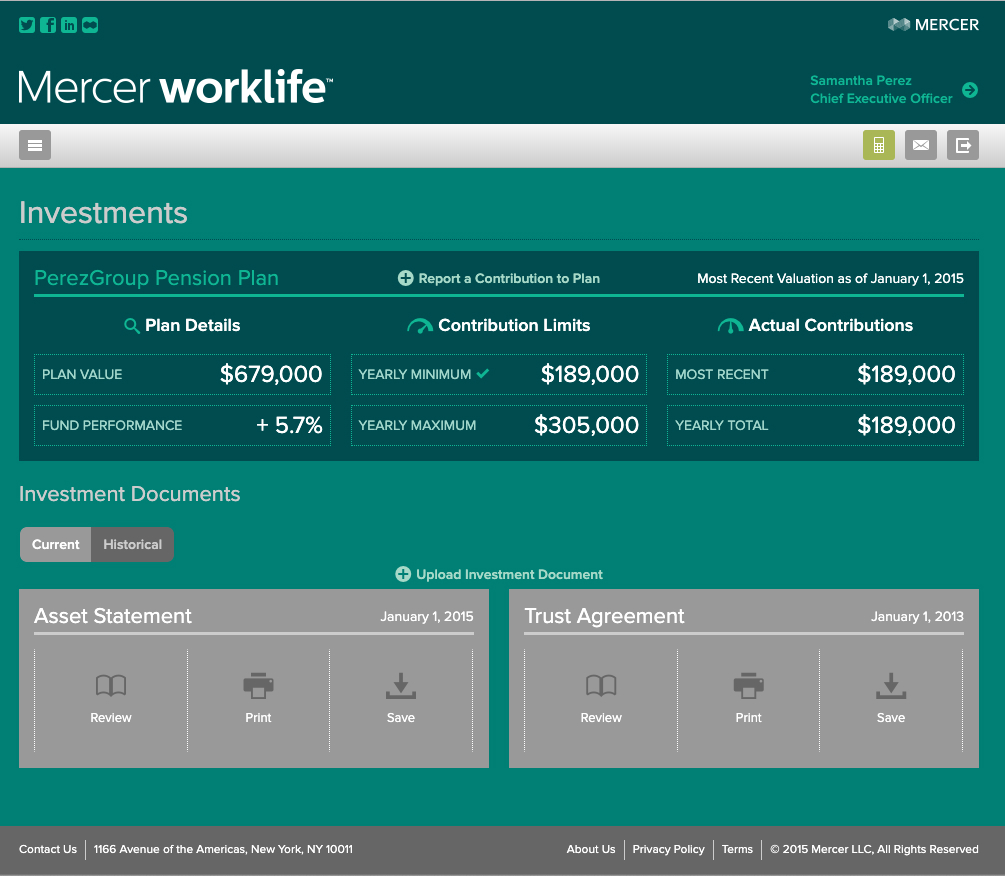 MERCER
Mercer worklife™
Samantha Perez
Chief Executive Officer
Investments
PerezGroup Pension Plan
Report a Contribution to Plan
Most Recent Valuation as of January 1, 2015
Plan Details
Contribution Limits
Actual Contributions
PLAN VALUE $679,000
YEARLY MINIMUM $189,000
MOST RECENT $189,000
FUND PERFORMANCE + 5.7%
YEARLY MAXIMUM $305,000
YEARLY TOTAL $189,000
Investment Documents
Current
Historical
Upload Investment Document
Asset Statement January 1, 2015
Review
Print
Save
Trust Agreement January 1, 2013
Review
Print
Save
Contact Us
1166 Avenue of the Americas, New York, NY 10011
About Us
Privacy Policy
Terms
© 2015 Mercer LLC, All Rights Reserved